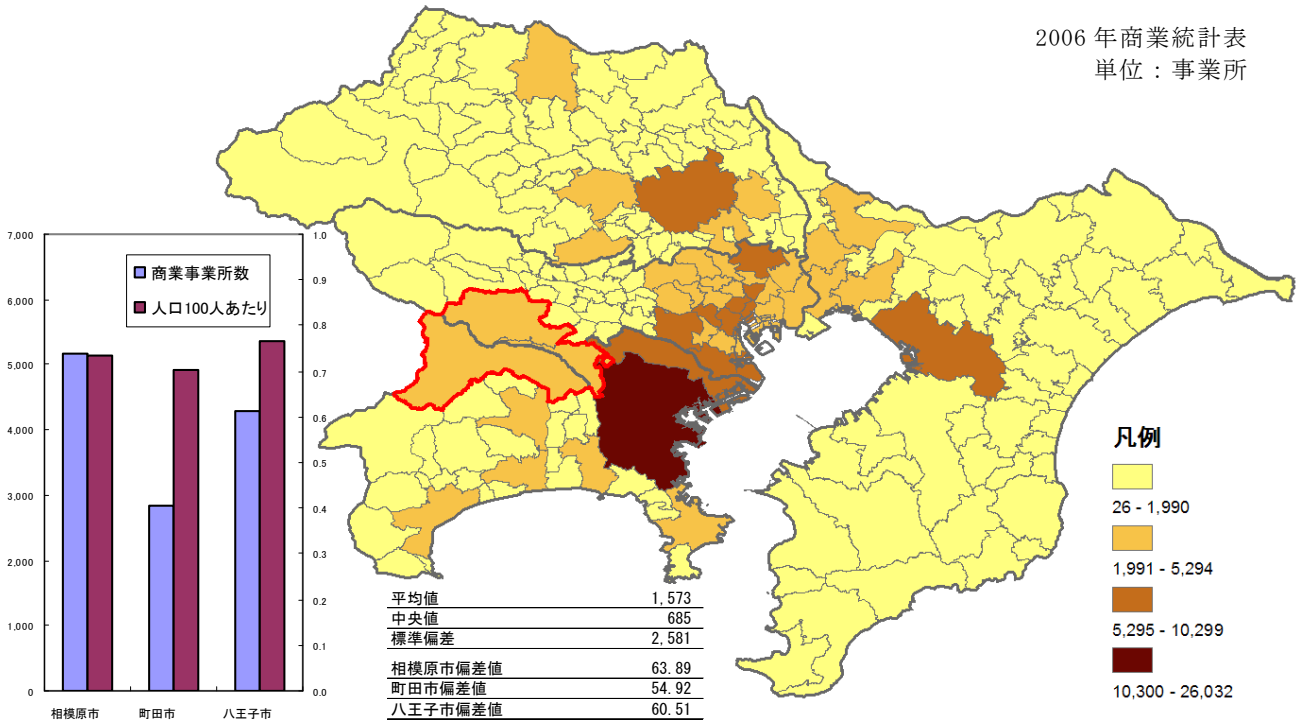 2006 年商業統計表
単位：事業所
7,000
6,000
5,000
4,000
3,000
2,000
1,000
0
商業事業所数
人口100人あたり
1.0
0.9
0.8
0.7
0.6
0.5
0.4
0.3
0.2
0.1
0.0
相模原市 町田市 八王子市
平均値 1,573
中央値 685
標準偏差 2,581
相模原市偏差値 63.89
町田市偏差値 54.92
八王子市偏差値 60.51
凡例
26 - 1,990
1,991 - 5,294
5,295 - 10,299
10,300 - 26,032